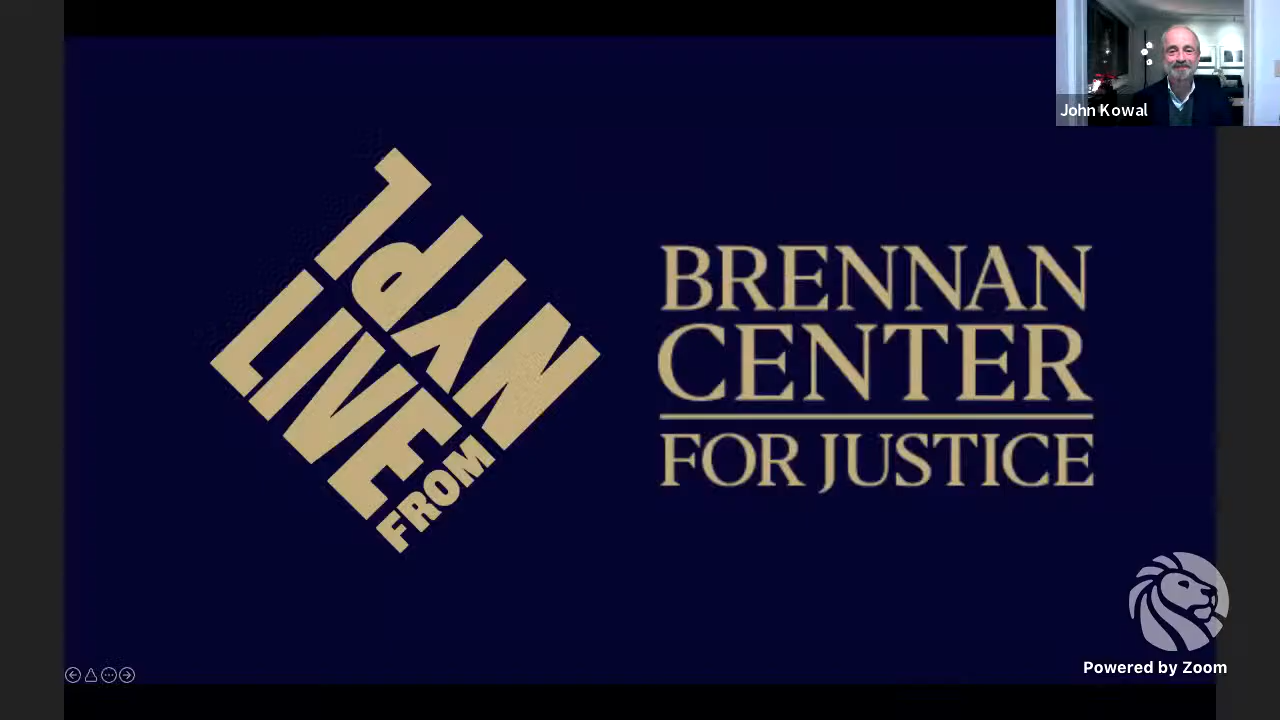 John Kowal
LIVE
FROM
NYPL
BRENNAN
CENTER
FOR JUSTICE
Powered by Zoom